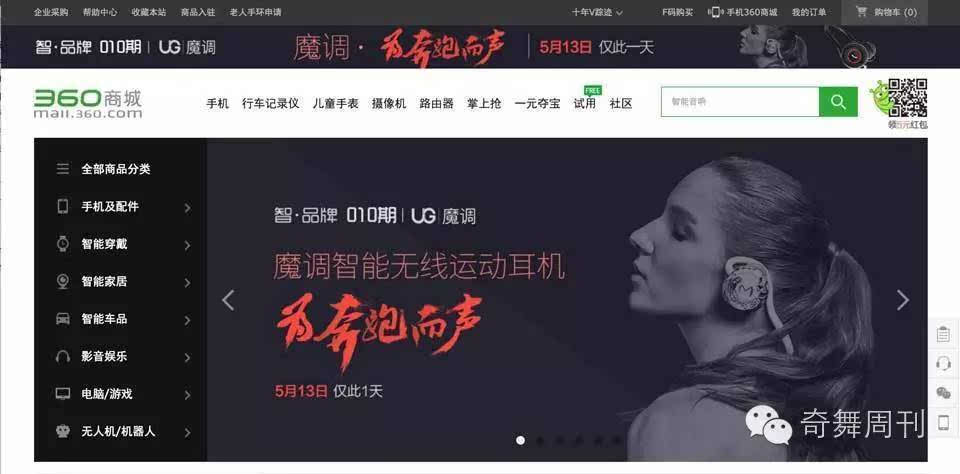 企业采购 帮助中心 收藏本站 商品入驻 老人手环申请 十年V踪迹 F码购买 手机360商城 我的订单 购物车 (0)
智·品牌 010期 UG 魔调 魔调· 为奔跑而声 5月13日 仅此一天
360商城
mall.360.com
手机 行车记录仪 儿童手表 摄像机 路由器 掌上抢 一元夺宝 试用 FREE 社区
智能音响
领5元红包
全部商品分类
手机及配件
智能穿戴
智能家居
智能车品
影音娱乐
电脑/游戏
无人机/机器人
智·品牌 010期 UG 魔调
魔调智能无线运动耳机
为奔跑而声
5月13日 仅此1天
奇舞周刊